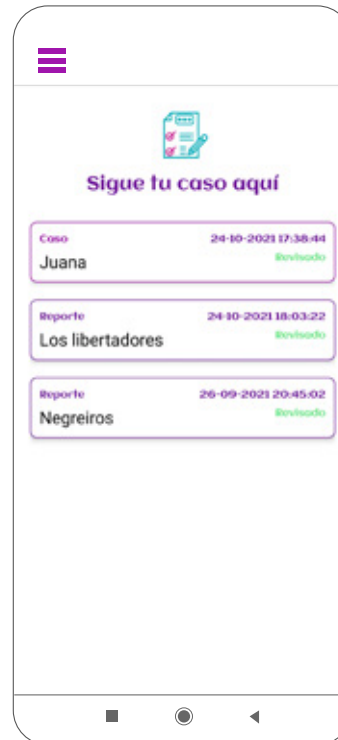 Sigue tu caso aquí
Caso 24-10-2021 17:38:44
Juana Revisado
Reporte 24-10-2021 18:03:22
Los libertadores Revisado
Reporte 26-09-2021 20:45:02
Negreiros Revisado